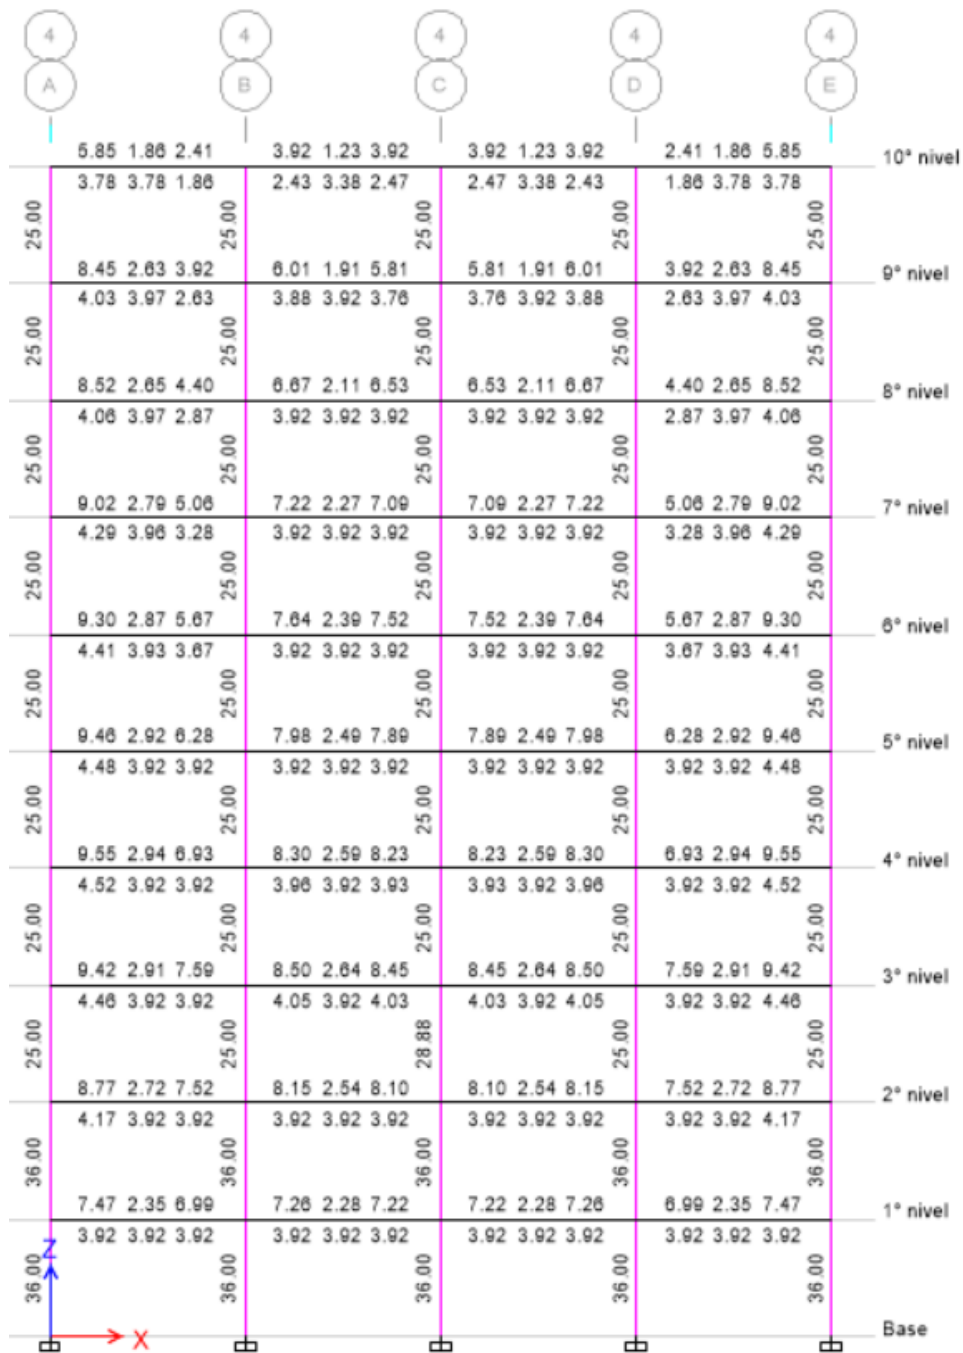 4 4 4 4 4
A B C D E
5.85 1.86 2.41 3.92 1.23 3.92 3.92 1.23 3.92 2.41 1.86 5.85 10° nivel
3.78 3.78 1.86 2.43 3.38 2.47 2.47 3.38 2.43 1.86 3.78 3.78
25.00 25.00 25.00 25.00 25.00
8.45 2.63 3.92 6.01 1.91 5.81 5.81 1.91 6.01 3.92 2.63 8.45 9° nivel
4.03 3.97 2.63 3.88 3.92 3.76 3.76 3.92 3.88 2.63 3.97 4.03
25.00 25.00 25.00 25.00 25.00
8.52 2.65 4.40 6.67 2.11 6.53 6.53 2.11 6.67 4.40 2.65 8.52 8° nivel
4.06 3.97 2.87 3.92 3.92 3.92 3.92 3.92 3.92 2.87 3.97 4.06
25.00 25.00 25.00 25.00 25.00
9.02 2.79 5.06 7.22 2.27 7.09 7.09 2.27 7.22 5.06 2.79 9.02 7° nivel
4.29 3.96 3.28 3.92 3.92 3.92 3.92 3.92 3.92 3.28 3.96 4.29
25.00 25.00 25.00 25.00 25.00
9.30 2.87 5.67 7.64 2.39 7.52 7.52 2.39 7.64 5.67 2.87 9.30 6° nivel
4.41 3.93 3.67 3.92 3.92 3.92 3.92 3.92 3.92 3.67 3.93 4.41
25.00 25.00 25.00 25.00 25.00
9.46 2.92 6.28 7.98 2.49 7.89 7.89 2.49 7.98 6.28 2.92 9.46 5° nivel
4.48 3.92 3.92 3.92 3.92 3.92 3.92 3.92 3.92 3.92 3.92 4.48
25.00 25.00 25.00 25.00 25.00
9.55 2.94 6.93 8.30 2.59 8.23 8.23 2.59 8.30 6.93 2.94 9.55 4° nivel
4.52 3.92 3.92 3.96 3.92 3.93 3.93 3.92 3.96 3.92 3.92 4.52
25.00 25.00 25.00 25.00 25.00
9.42 2.91 7.59 8.50 2.64 8.45 8.45 2.64 8.50 7.59 2.91 9.42 3° nivel
4.46 3.92 3.92 4.05 3.92 4.03 4.03 3.92 4.05 3.92 3.92 4.46
25.00 25.00 28.88 25.00 25.00
8.77 2.72 7.52 8.15 2.54 8.10 8.10 2.54 8.15 7.52 2.72 8.77 2° nivel
4.17 3.92 3.92 3.92 3.92 3.92 3.92 3.92 3.92 3.92 3.92 4.17
36.00 36.00 36.00 36.00 36.00
7.47 2.35 6.99 7.26 2.28 7.22 7.22 2.28 7.26 6.99 2.35 7.47 1° nivel
3.92 3.92 3.92 3.92 3.92 3.92 3.92 3.92 3.92 3.92 3.92 3.92
Z
36.00 36.00 36.00 36.00 36.00
X Base